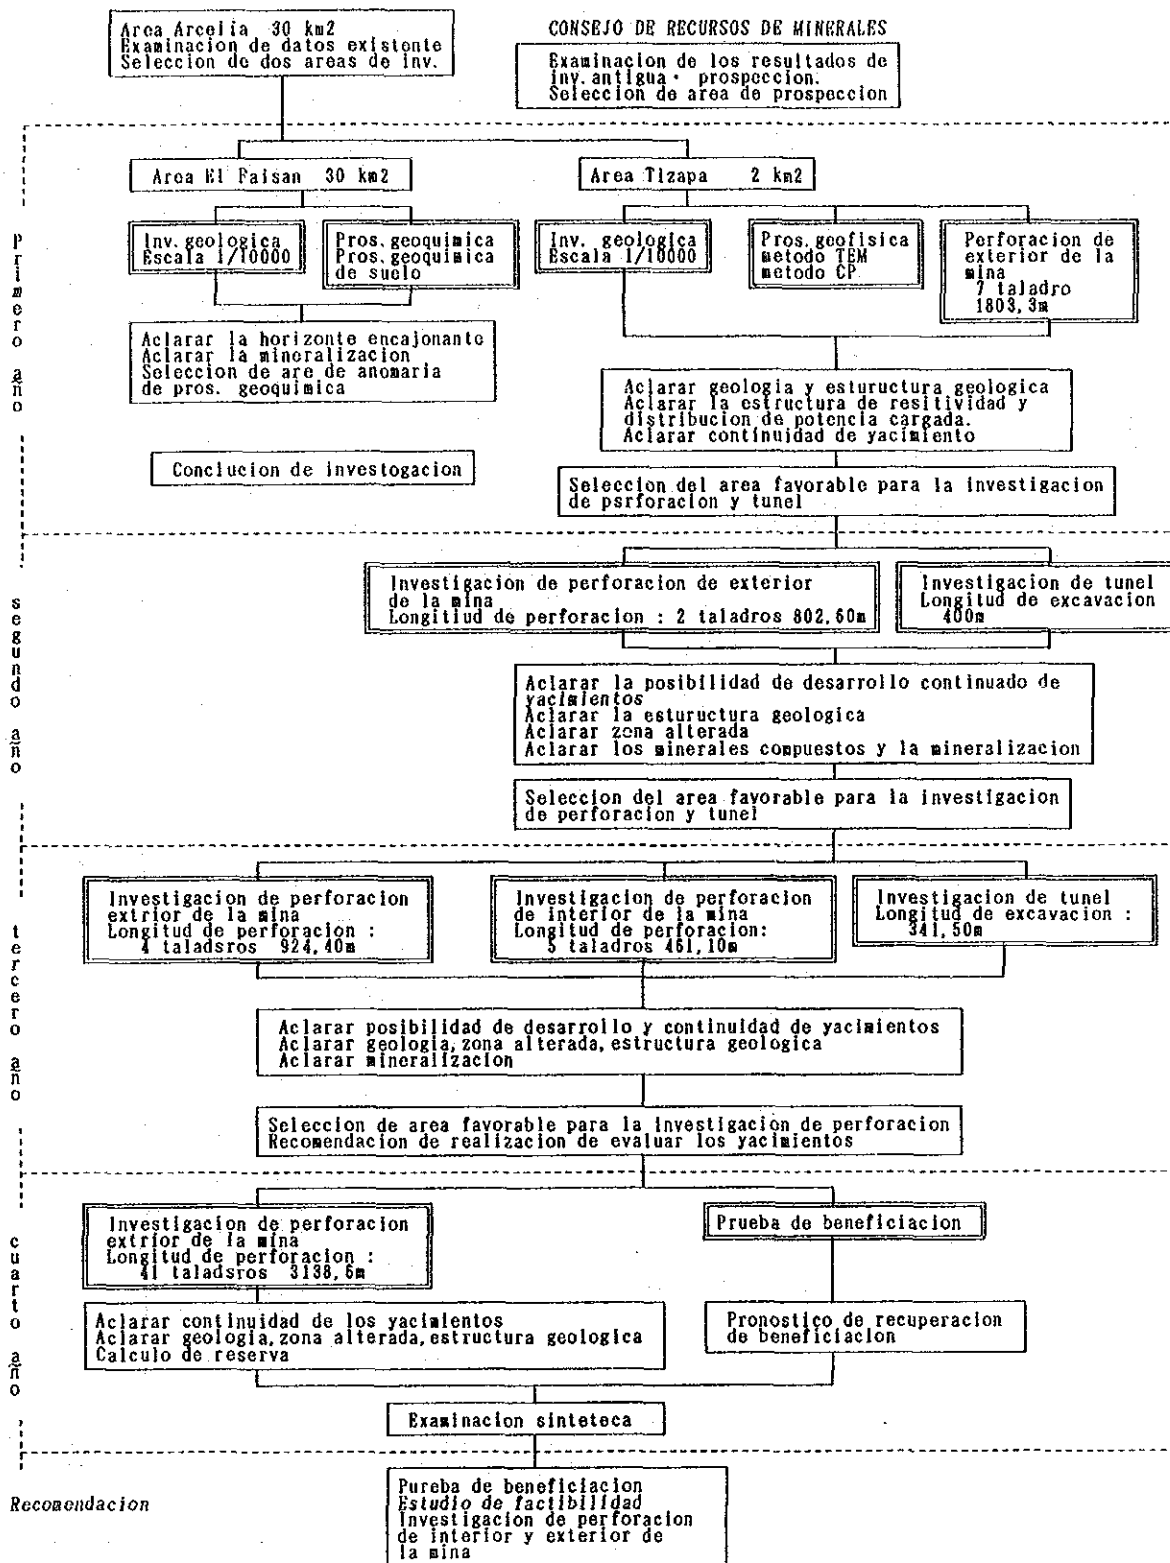 Area Arcelia 30 km2
Examinacion de datos existente
Seleccion de dos areas de inv.
CONSEJO DE RECURSOS DE MINERALES
Examinacion de los resultados de
inv. antigua · prospeccion.
Seleccion de area de prospeccion
primero año
Area El Faisan 30 km2
Area Tizapa 2 km2
Inv. geologica
Escala 1/10000
Pros. geoquimica
Pros. geoquimica
de suelo
Inv. geologica
Escala 1/10000
Pros. geofisica
metodo TEM
metodo CP
Perforacion de
exterior de la
mina
7 taladro
1803,3m
Aclarar la horizonte encajonante
Aclarar la mineralizacion
Seleccion de are de anomaria
de pros. geoquimica
Aclarar geologia y estuructura geologica
Aclarar la estructura de resitividad y
distribucion de potencia cargada.
Aclarar continuidad de yacimiento
Conclucion de investogacion
Seleccion del area favorable para la investigacion
de psrforacion y tunel
segundo año
Investigacion de perforacion de exterior
de la mina
Longitiud de perforacion : 2 taladros 802,60m
Investigacion de tunel
Longitud de excavacion
400m
Aclarar la posibilidad de desarrollo continuado de
yacimientos
Aclarar la estuructura geologica
Aclarar zona alterada
Aclarar los minerales compuestos y la mineralizacion
Seleccion del area favorable para la investigacion
de perforacion y tunel
tercero año
Investigacion de perforacion
extrior de la mina
Longitud de perforacion :
4 taladsros 924,40m
Investigacion de perforacion
de interior de la mina
Longitud de perforacion:
5 taladros 461,10m
Investigacion de tunel
Longitud de excavacion :
341,50m
Aclarar posibilidad de desarrollo y continuidad de yacimientos
Aclarar geologia,zona alterada,estructura geologica
Aclarar mineralizacion
Seleccion de area favorable para la investigacion de perforacion
Recomendacion de realizacion de evaluar los yacimientos
cuarto año
Investigacion de perforacion
extrior de la mina
Longitud de perforacion :
41 taladsros 3138,6m
Prueba de beneficiacion
Aclarar continuidad de los yacimientos
Aclarar geologia,zona alterada,estructura geologica
Calculo de reserva
Pronostico de recuperacion
de beneficiacion
Examinacion sinteteca
Recomendacion
Pureba de beneficiacion
Estudio de factibilidad
Investigacion de perforacion
de interior y exterior de
la mina